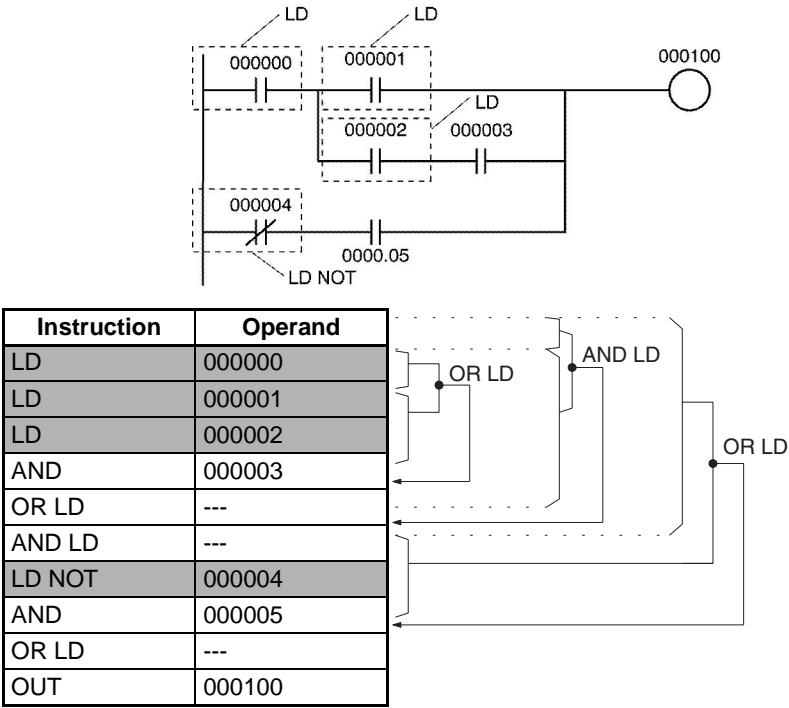 LD LD
000000 000001 000100
LD
000002 000003
000004
0000.05
LD NOT
Instruction Operand
LD 000000
LD 000001
LD 000002
AND 000003
OR LD ---
AND LD ---
LD NOT 000004
AND 000005
OR LD ---
OUT 000100
AND LD
OR LD
OR LD